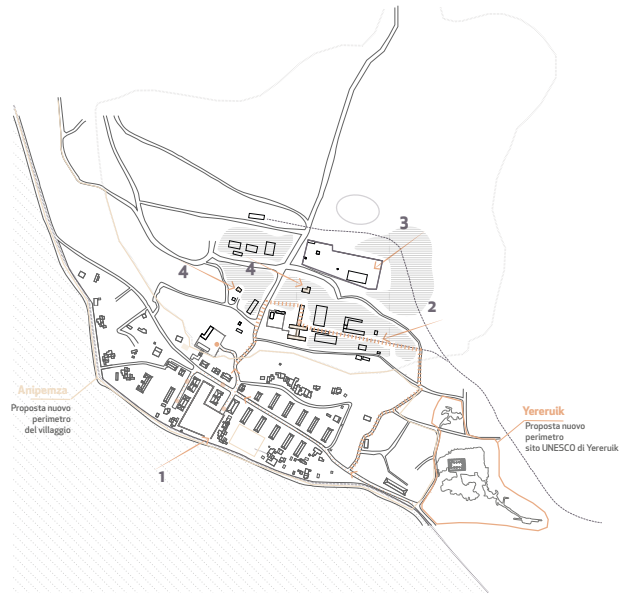 3
4
4
2
Anipemza
Proposta nuovo
perimetro
del villaggio
Yereruik
Proposta nuovo
perimetro
sito UNESCO di Yereruik
1